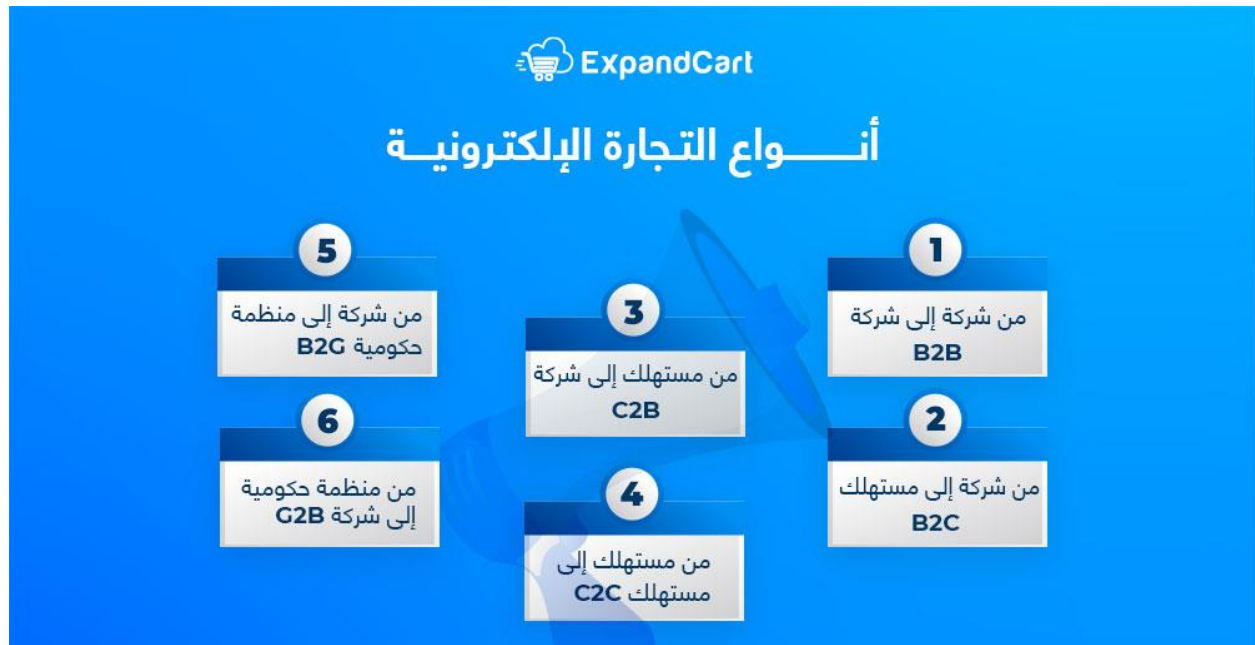 ExpandCart
أنـــــواع التجارة الإلكترونيــة
1
من شركة إلى شركة
B2B
2
من شركة إلى مستهلك
B2C
3
من مستهلك إلى شركة
C2B
4
من مستهلك إلى
مستهلك C2C
5
من شركة إلى منظمة
حكومية B2G
6
من منظمة حكومية
إلى شركة G2B